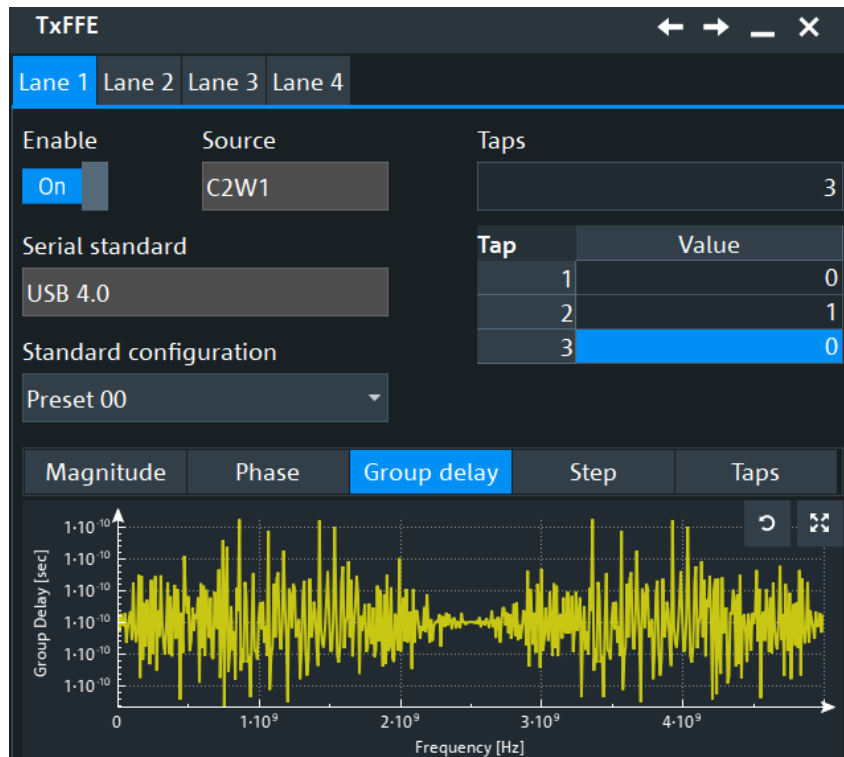 TxFFE
Lane 1 Lane 2 Lane 3 Lane 4
Enable Source Taps
On C2W1 3
Serial standard
USB 4.0
Tap Value
1 0
2 1
3 0
Standard configuration
Preset 00
Magnitude Phase Group delay Step Taps
1·10⁻¹⁰
1·10⁻¹⁰
1·10⁻¹⁰
1·10⁻¹⁰
1·10⁻¹⁰
1·10⁻¹⁰
Group Delay [sec]
0 1·10⁹ 2·10⁹ 3·10⁹ 4·10⁹
Frequency [Hz]